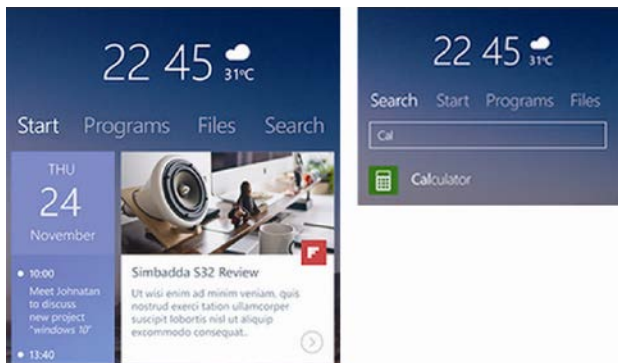 22 45 31°C
Start Programs Files Search
THU
24
November
10:00
Meet Johnatan
to discuss
new project
"windows 10"
13:40
Simbadda S32 Review
Ut wisi enim ad minim veniam, quis
nostrud exerci tation ullamcorper
suscipit lobortis nisl ut aliquip
excommodo consequat..
22 45 31°C
Search Start Programs Files
Cal
Calculator